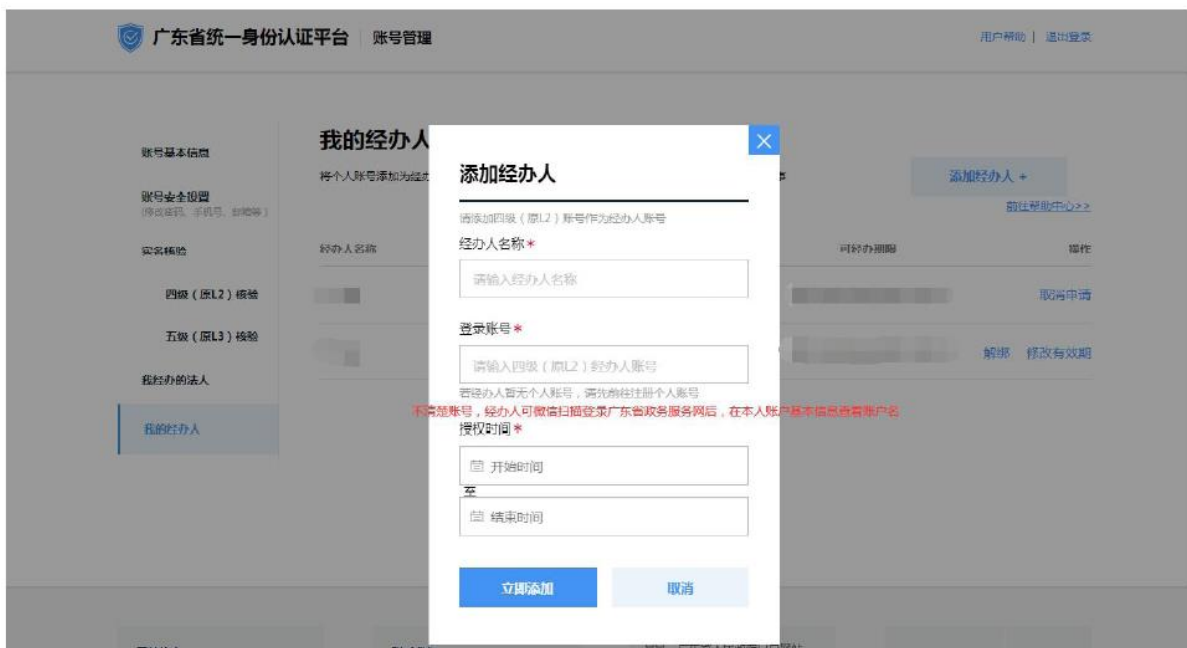 广东省统一身份认证平台 账号管理
用户帮助 | 退出登录
账号基本信息
账号安全设置
(修改密码、手机号、邮箱等)
实名核验
四级（原L2）核验
五级（原L3）核验
我经办的法人
我的经办人
我的经办人
将个人账号添加为经办
添加经办人 +
前往帮助中心>>
经办人名称
可经办期限
操作
取消申请
解绑 修改有效期
添加经办人
请添加四级（原L2）账号作为经办人账号
经办人名称*
请输入经办人名称
登录账号*
请输入四级（原L2）经办人账号
若经办人暂无个人账号，请先前往注册个人账号
不清楚账号，经办人可微信扫描登录广东省政务服务网后，在本人账户基本信息查看账户名
授权时间*
开始时间
至
结束时间
立即添加
取消